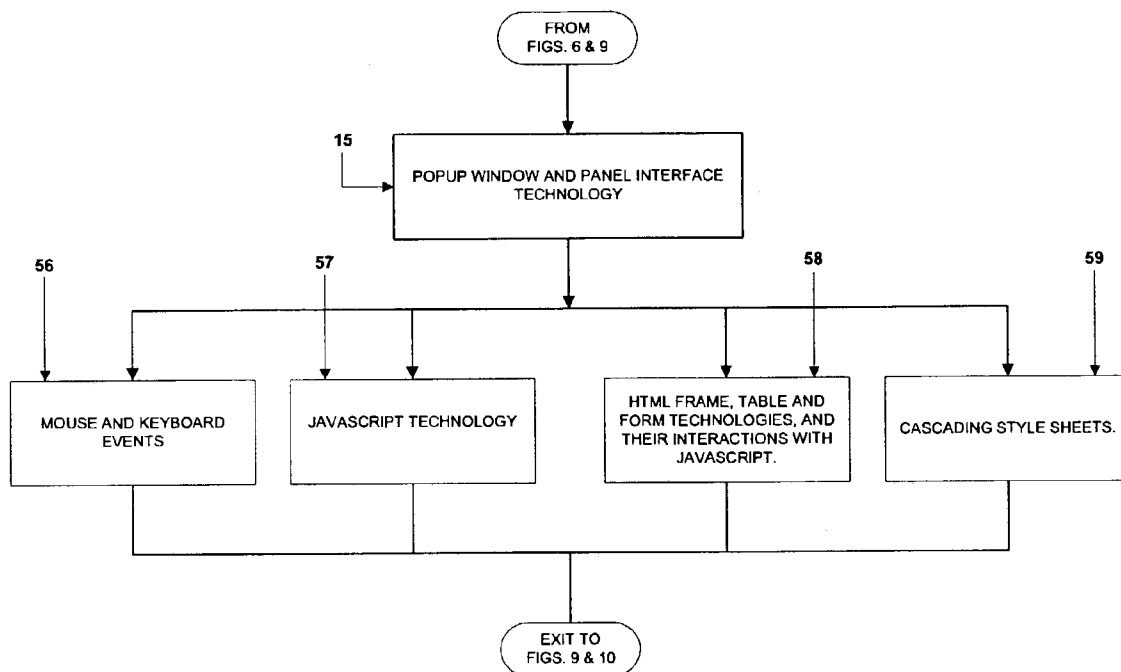 FROM
FIGS. 6 & 9
15
POPUP WINDOW AND PANEL INTERFACE
TECHNOLOGY
56
57
58
59
MOUSE AND KEYBOARD
EVENTS
JAVASCRIPT TECHNOLOGY
HTML FRAME, TABLE AND
FORM TECHNOLOGIES, AND
THEIR INTERACTIONS WITH
JAVASCRIPT.
CASCADING STYLE SHEETS.
EXIT TO
FIGS. 9 & 10